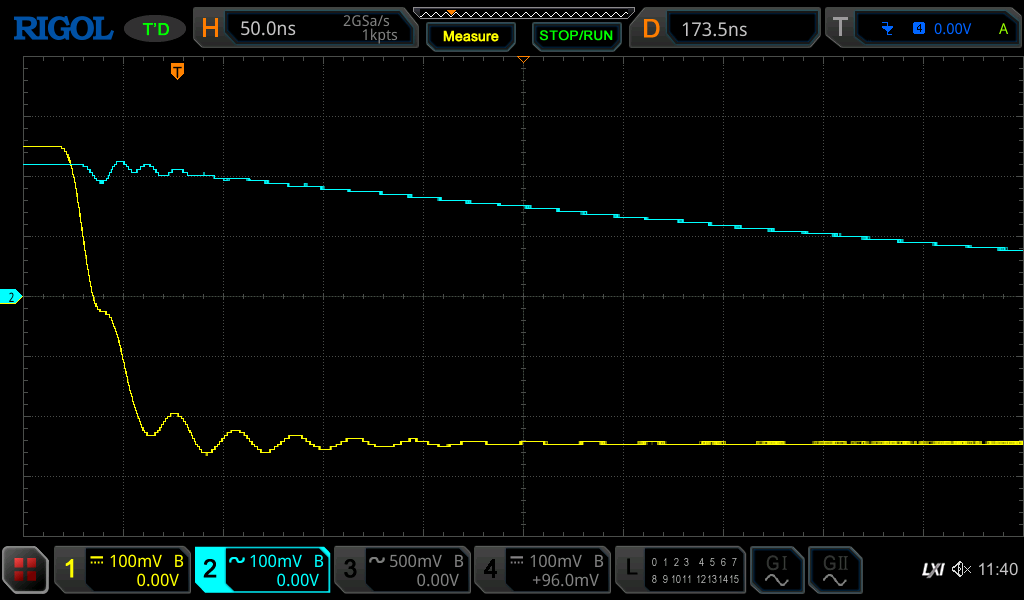 RIGOL T'D H 50.0ns 2GSa/s 1kpts Measure STOP/RUN D 173.5ns T 4 0.00V A
T
2
1 100mV B 0.00V 2 100mV B 0.00V 3 500mV B 0.00V 4 100mV B +96.0mV L 0 1 2 3 4 5 6 7 8 9 10 11 12 13 14 15 GI GII LXI 11:40